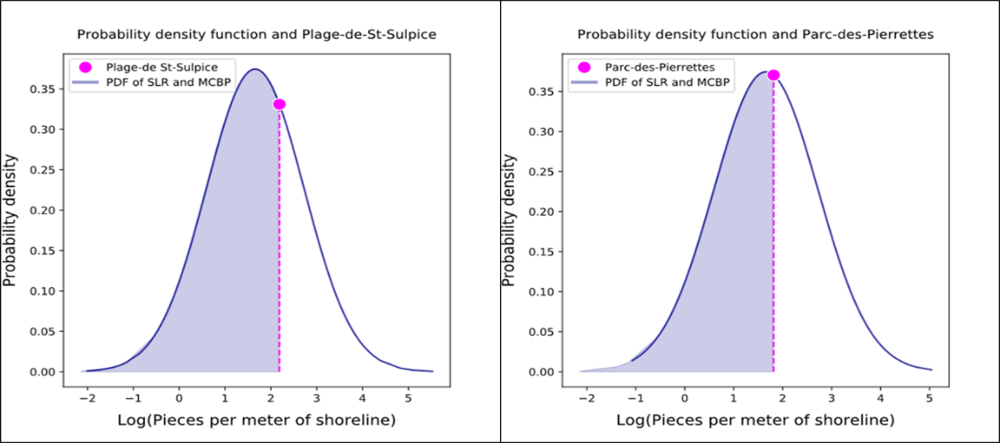 Probability density function and Plage-de-St-Sulpice
Plage-de St-Sulpice
PDF of SLR and MCBP
Probability density
0.35
0.30
0.25
0.20
0.15
0.10
0.05
0.00
−2 −1 0 1 2 3 4 5
Log(Pieces per meter of shoreline)
Probability density function and Parc-des-Pierrettes
Parc-des-Pierrettes
PDF of SLR and MCBP
Probability density
0.35
0.30
0.25
0.20
0.15
0.10
0.05
0.00
−2 −1 0 1 2 3 4 5
Log(Pieces per meter of shoreline)